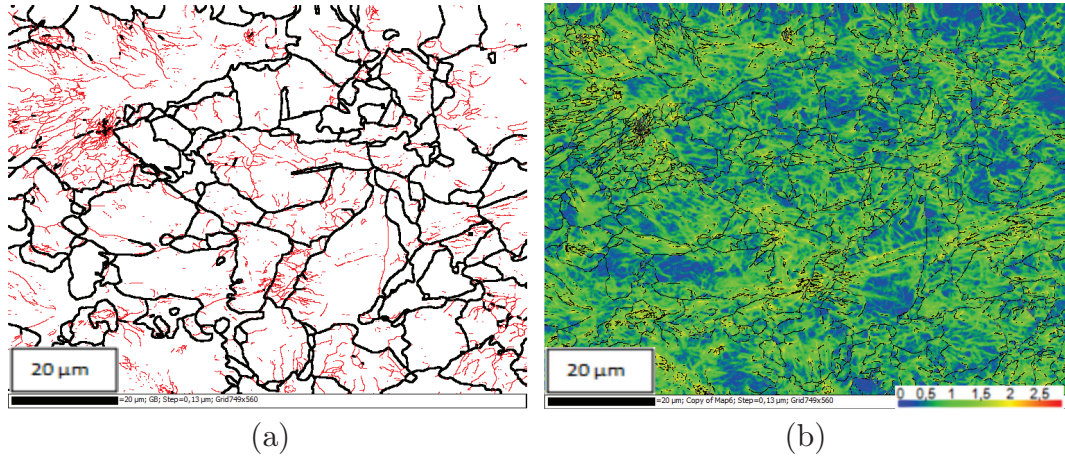 20 µm
=20 µm; GB; Step=0,13 µm; Grid749x560
(a)
20 µm
=20 µm; Copy of Map6; Step=0,13 µm; Grid749x560
0 0,5 1 1,5 2 2,5
(b)